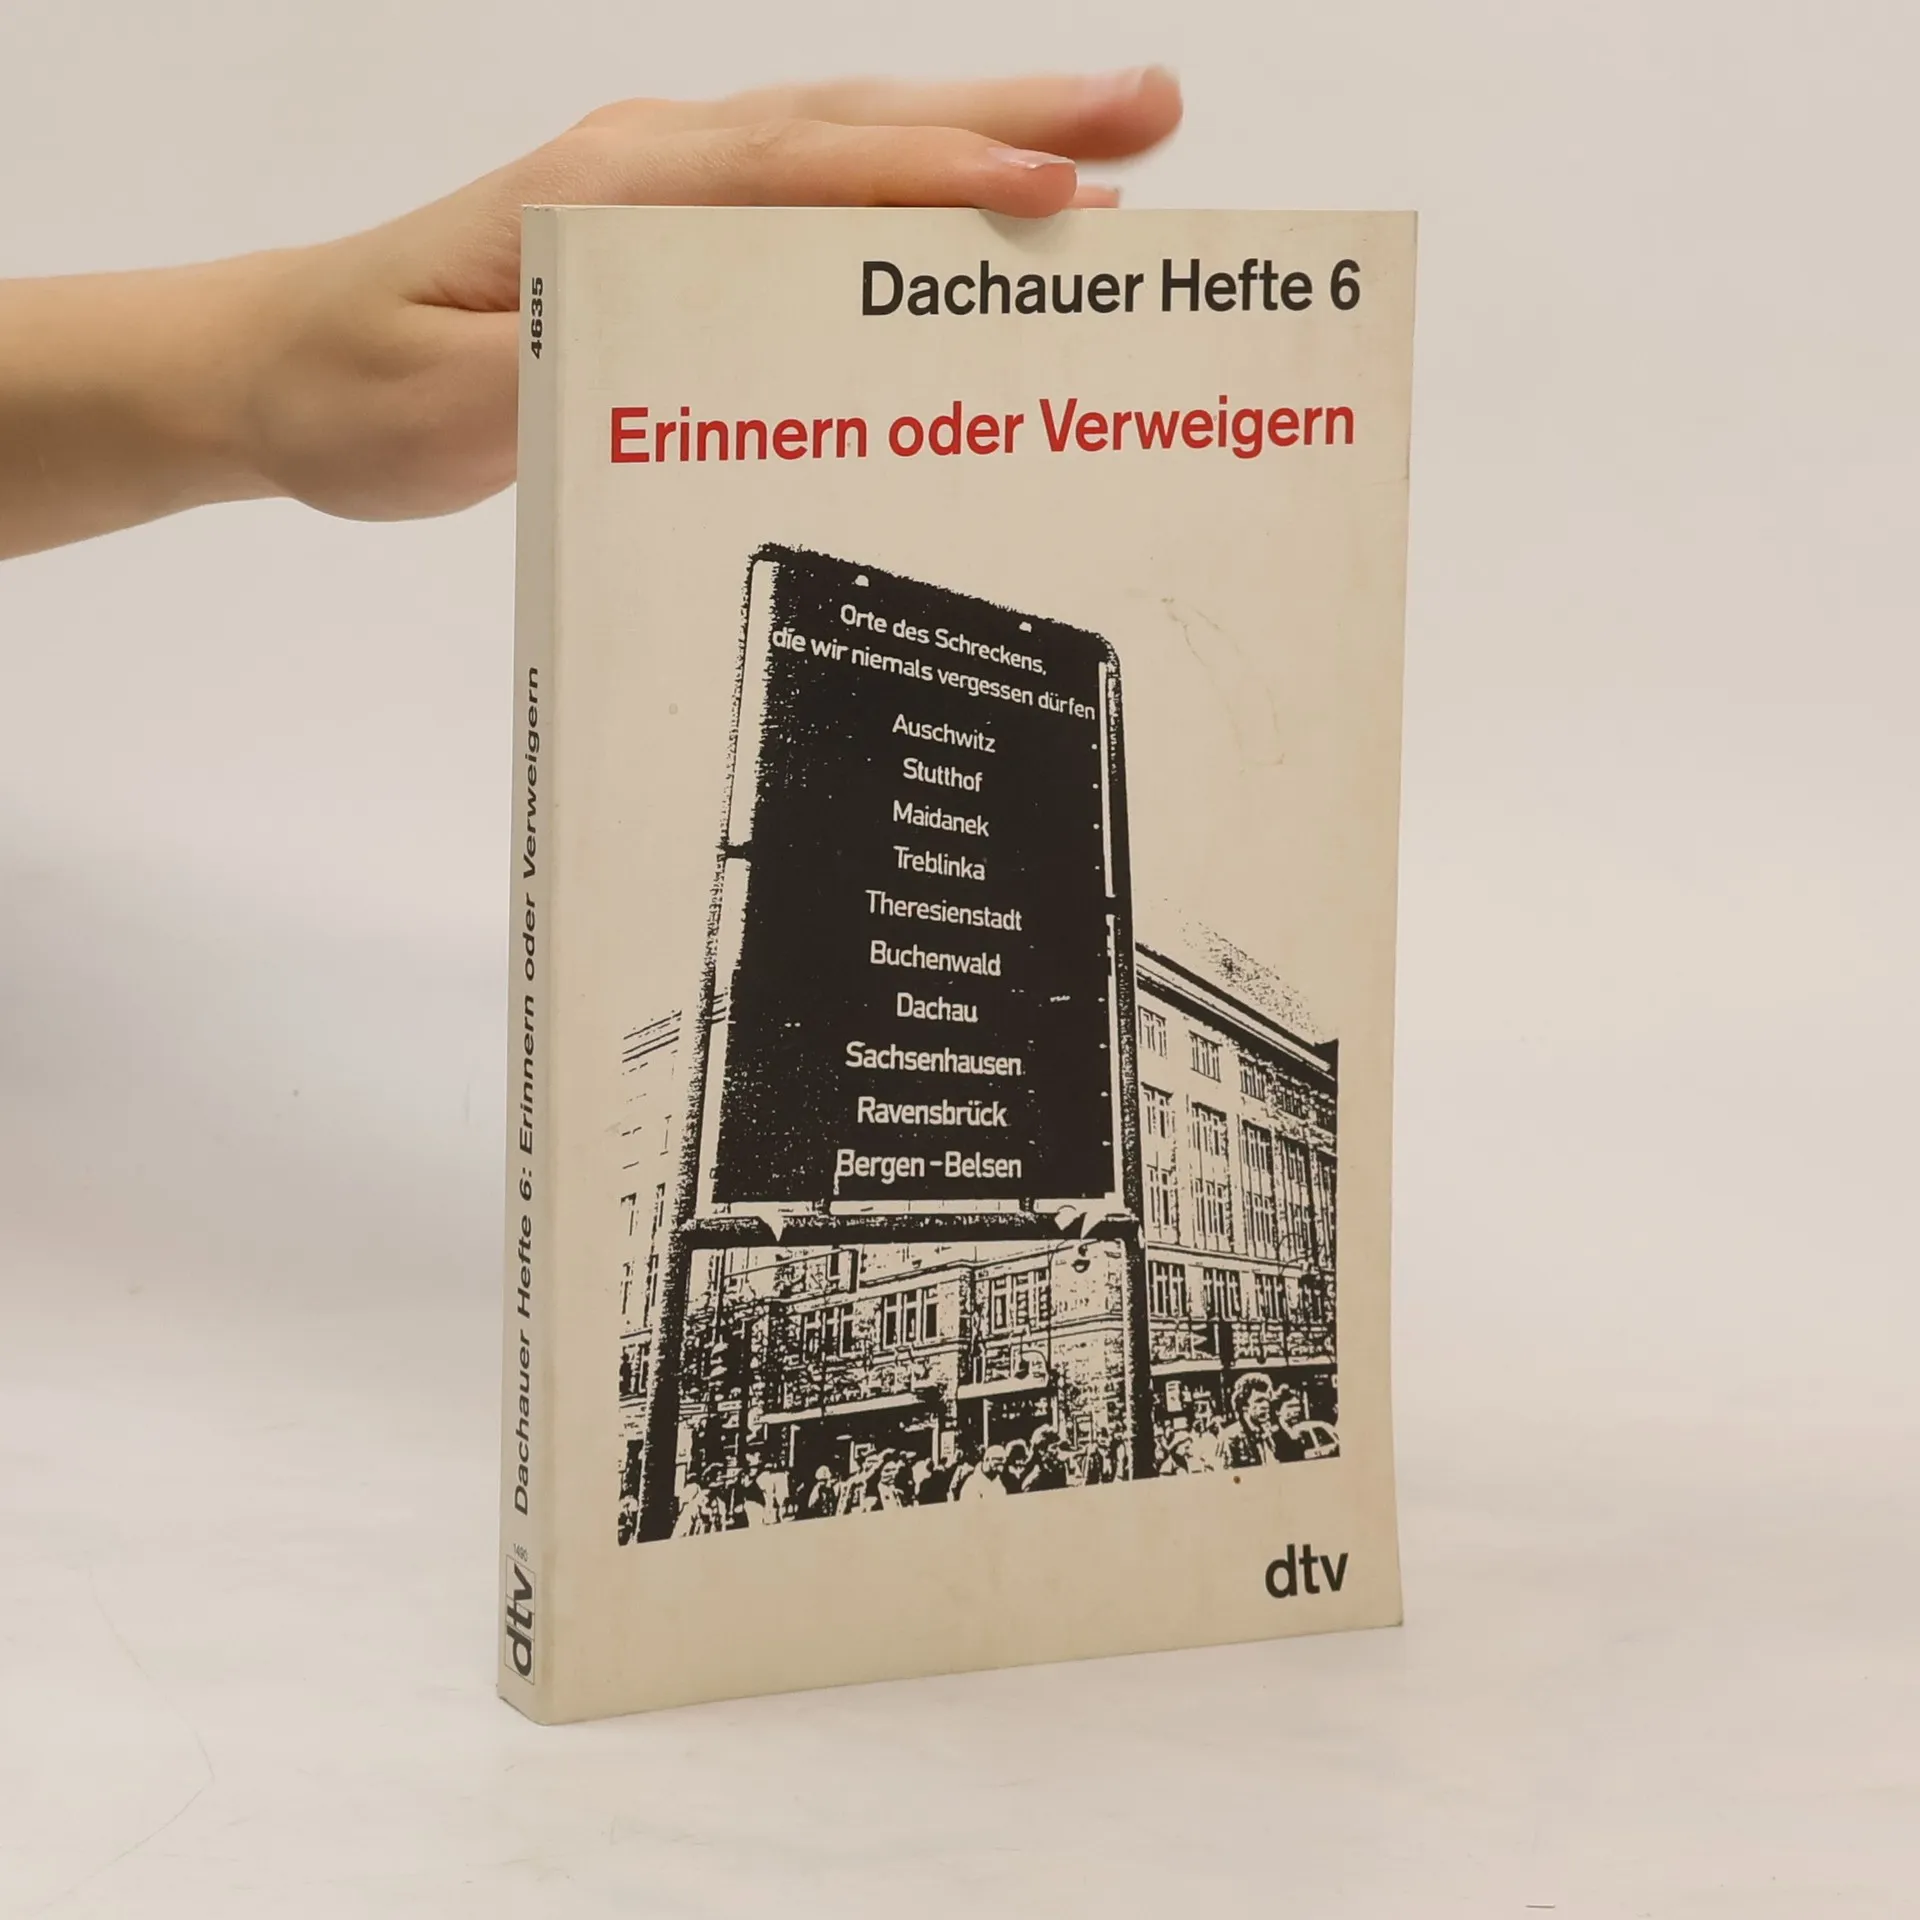 Dachauer Hefte 6
Erinnern oder Verweigern
Orte des Schreckens,
die wir niemals vergessen dürfen
Auschwitz
Stutthof
Maidanek
Treblinka
Theresienstadt
Buchenwald
Dachau
Sachsenhausen
Ravensbrück
Bergen-Belsen
dtv
4635
Dachauer Hefte 6: Erinnern oder Verweigern
1490
dtv